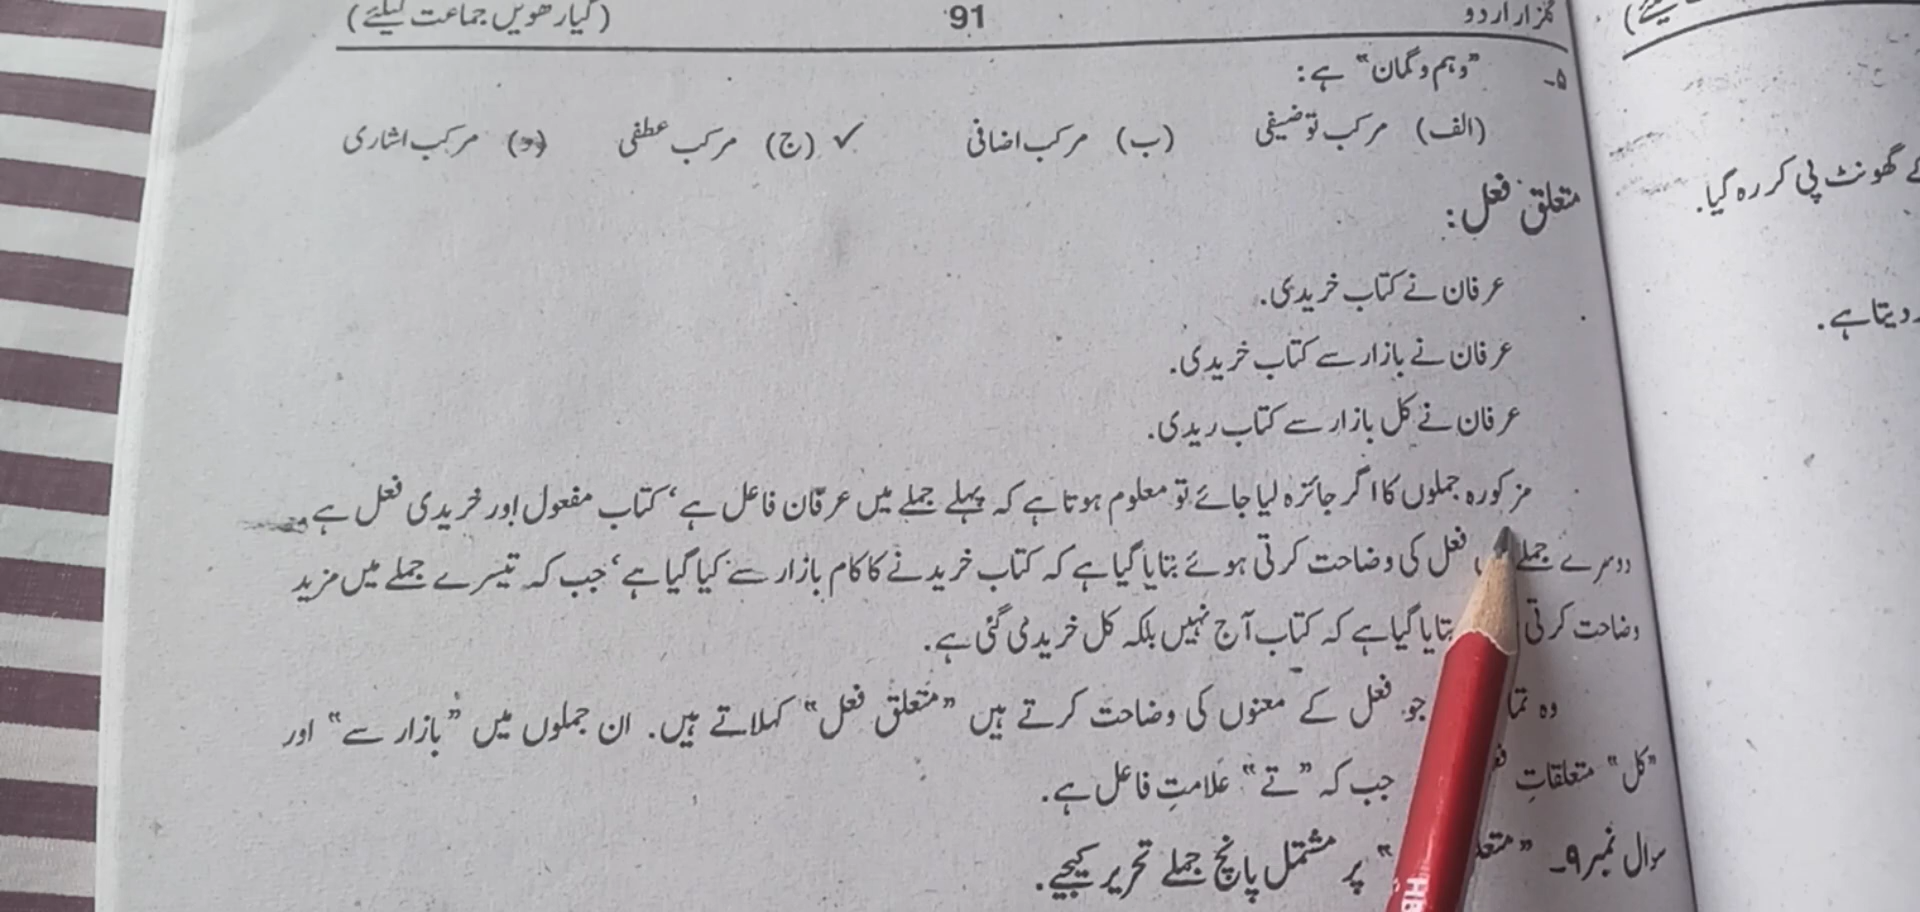 گلزار اردو 91 (گیارھویں جماعت کیلئے)
۵۔ "وہم و گمان" ہے:
(الف) مرکب توضیفی (ب) مرکب اضافی ✓ (ج) مرکب عطفی (د) مرکب اشاری
متعلق فعل:
عرفان نے کتاب خریدی.
عرفان نے بازار سے کتاب خریدی.
عرفان نے کل بازار سے کتاب ریدی.
مزکورہ جملوں کا اگر جائزہ لیا جائے تو معلوم ہوتا ہے کہ پہلے جملے میں عرفان فاعل ہے‘ کتاب مفعول اور خریدی فعل ہے
دوسرے جملے فعل کی وضاحت کرتی ہوئے بتایا گیا ہے کہ کتاب خریدنے کا کام بازار سے کیا گیا ہے‘ جب کہ تیسرے جملے میں مزید
وضاحت کرتی بتایا گیا ہے کہ کتاب آج نہیں بلکہ کل خریدی گئی ہے.
وہ جو فعل کے معنوں کی وضاحت کرتے ہیں "متعلق فعل" کہلاتے ہیں. ان جملوں میں "بازار سے" اور
"کل" متعلقاتِ جب کہ "تے" علامتِ فاعل ہے.
سوال نمبر ۹۔ " " پر مشتمل پانچ جملے تحریر کیجیے.
کے گھونٹ پی کر رہ گیا.
دیتا ہے.
HB